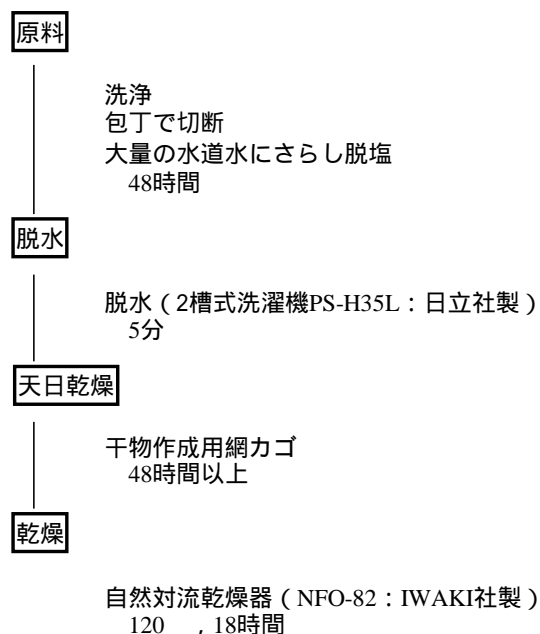 原料
洗浄
包丁で切断
大量の水道水にさらし脱塩
48時間
脱水
脱水（2槽式洗濯機PS-H35L：日立社製）
5分
天日乾燥
干物作成用網カゴ
48時間以上
乾燥
自然対流乾燥器（NFO-82：IWAKI社製）
120　,18時間